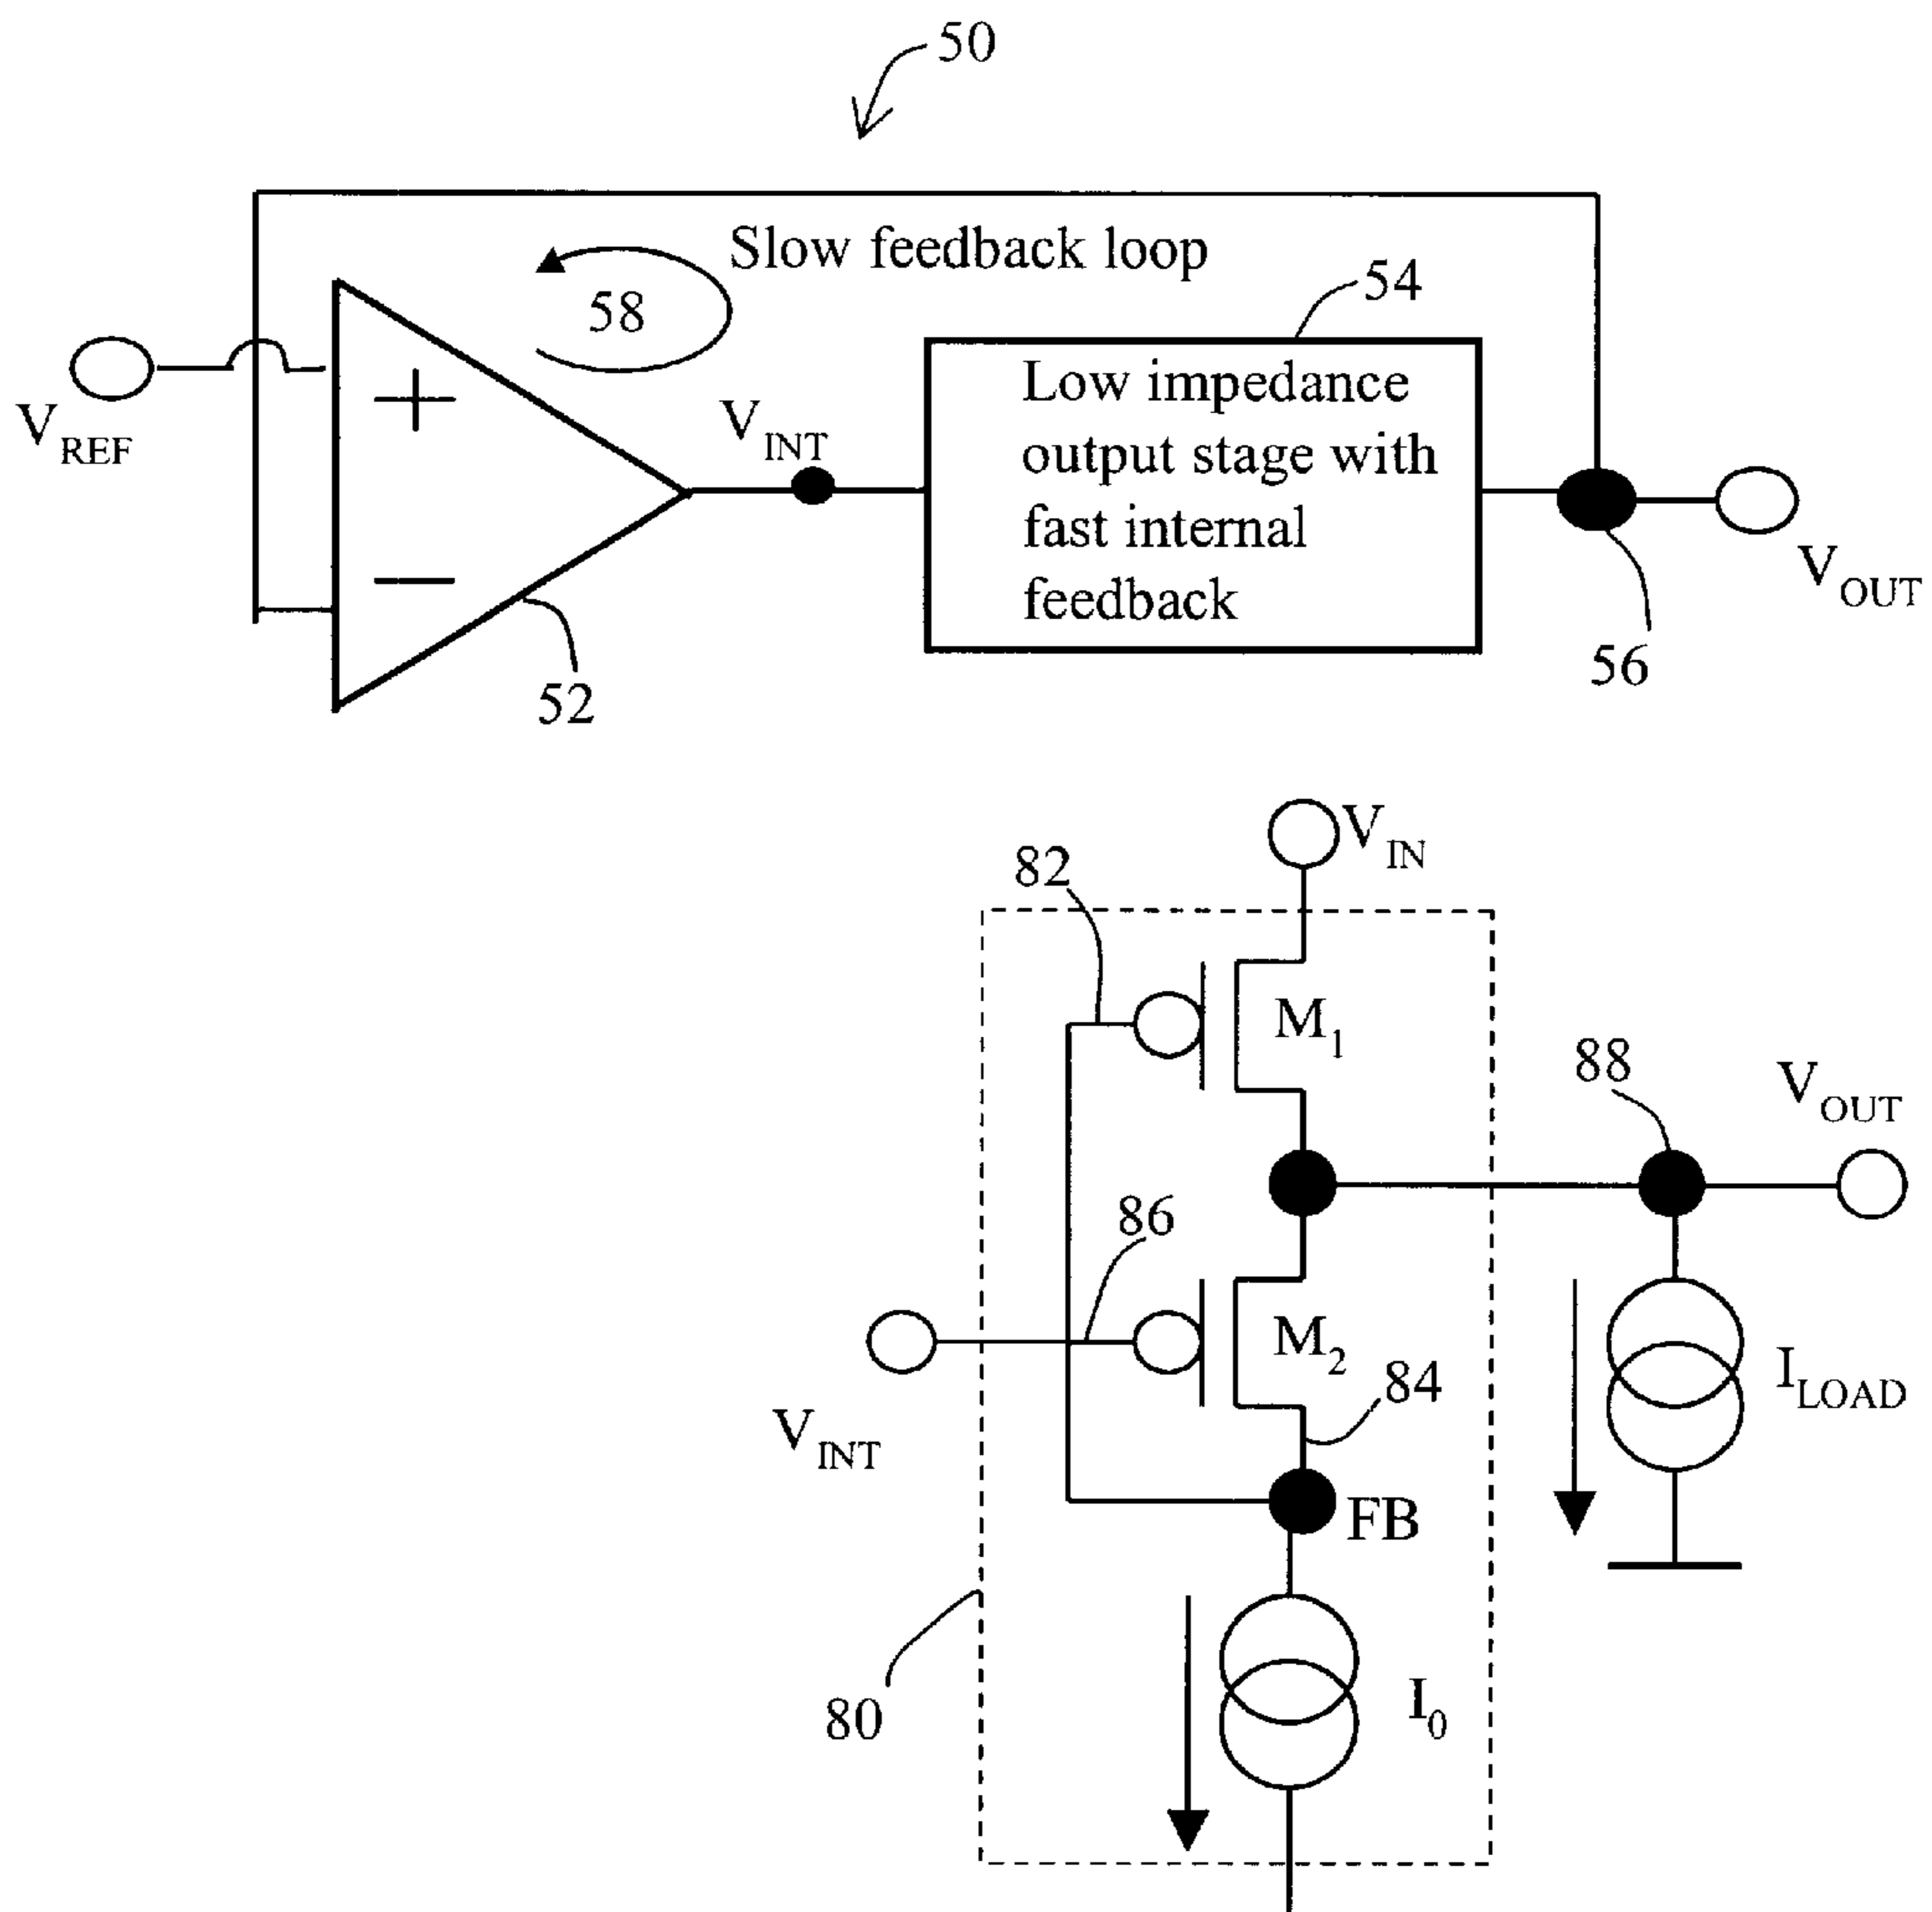 50
Slow feedback loop
54
58
+
V_REF
V_INT
Low impedance
output stage with
fast internal
feedback
V_OUT
—
56
52
V_IN
82
M_1
88
V_OUT
86
M_2
84
V_INT
I_LOAD
FB
80
I_0